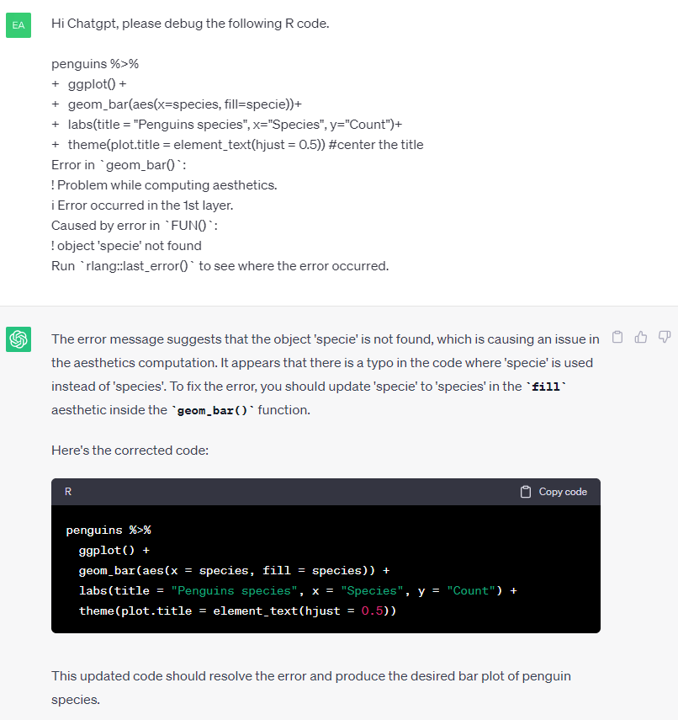 EA
Hi Chatgpt, please debug the following R code.
penguins %>%
+ ggplot() +
+ geom_bar(aes(x=species, fill=specie))+
+ labs(title = "Penguins species", x="Species", y="Count")+
+ theme(plot.title = element_text(hjust = 0.5)) #center the title
Error in `geom_bar()`:
! Problem while computing aesthetics.
i Error occurred in the 1st layer.
Caused by error in `FUN()`:
! object 'specie' not found
Run `rlang::last_error()` to see where the error occurred.
The error message suggests that the object 'specie' is not found, which is causing an issue in
the aesthetics computation. It appears that there is a typo in the code where 'specie' is used
instead of 'species'. To fix the error, you should update 'specie' to 'species' in the `fill`
aesthetic inside the `geom_bar()` function.
Here's the corrected code:
R Copy code
penguins %>%
ggplot() +
geom_bar(aes(x = species, fill = species)) +
labs(title = "Penguins species", x = "Species", y = "Count") +
theme(plot.title = element_text(hjust = 0.5))
This updated code should resolve the error and produce the desired bar plot of penguin
species.